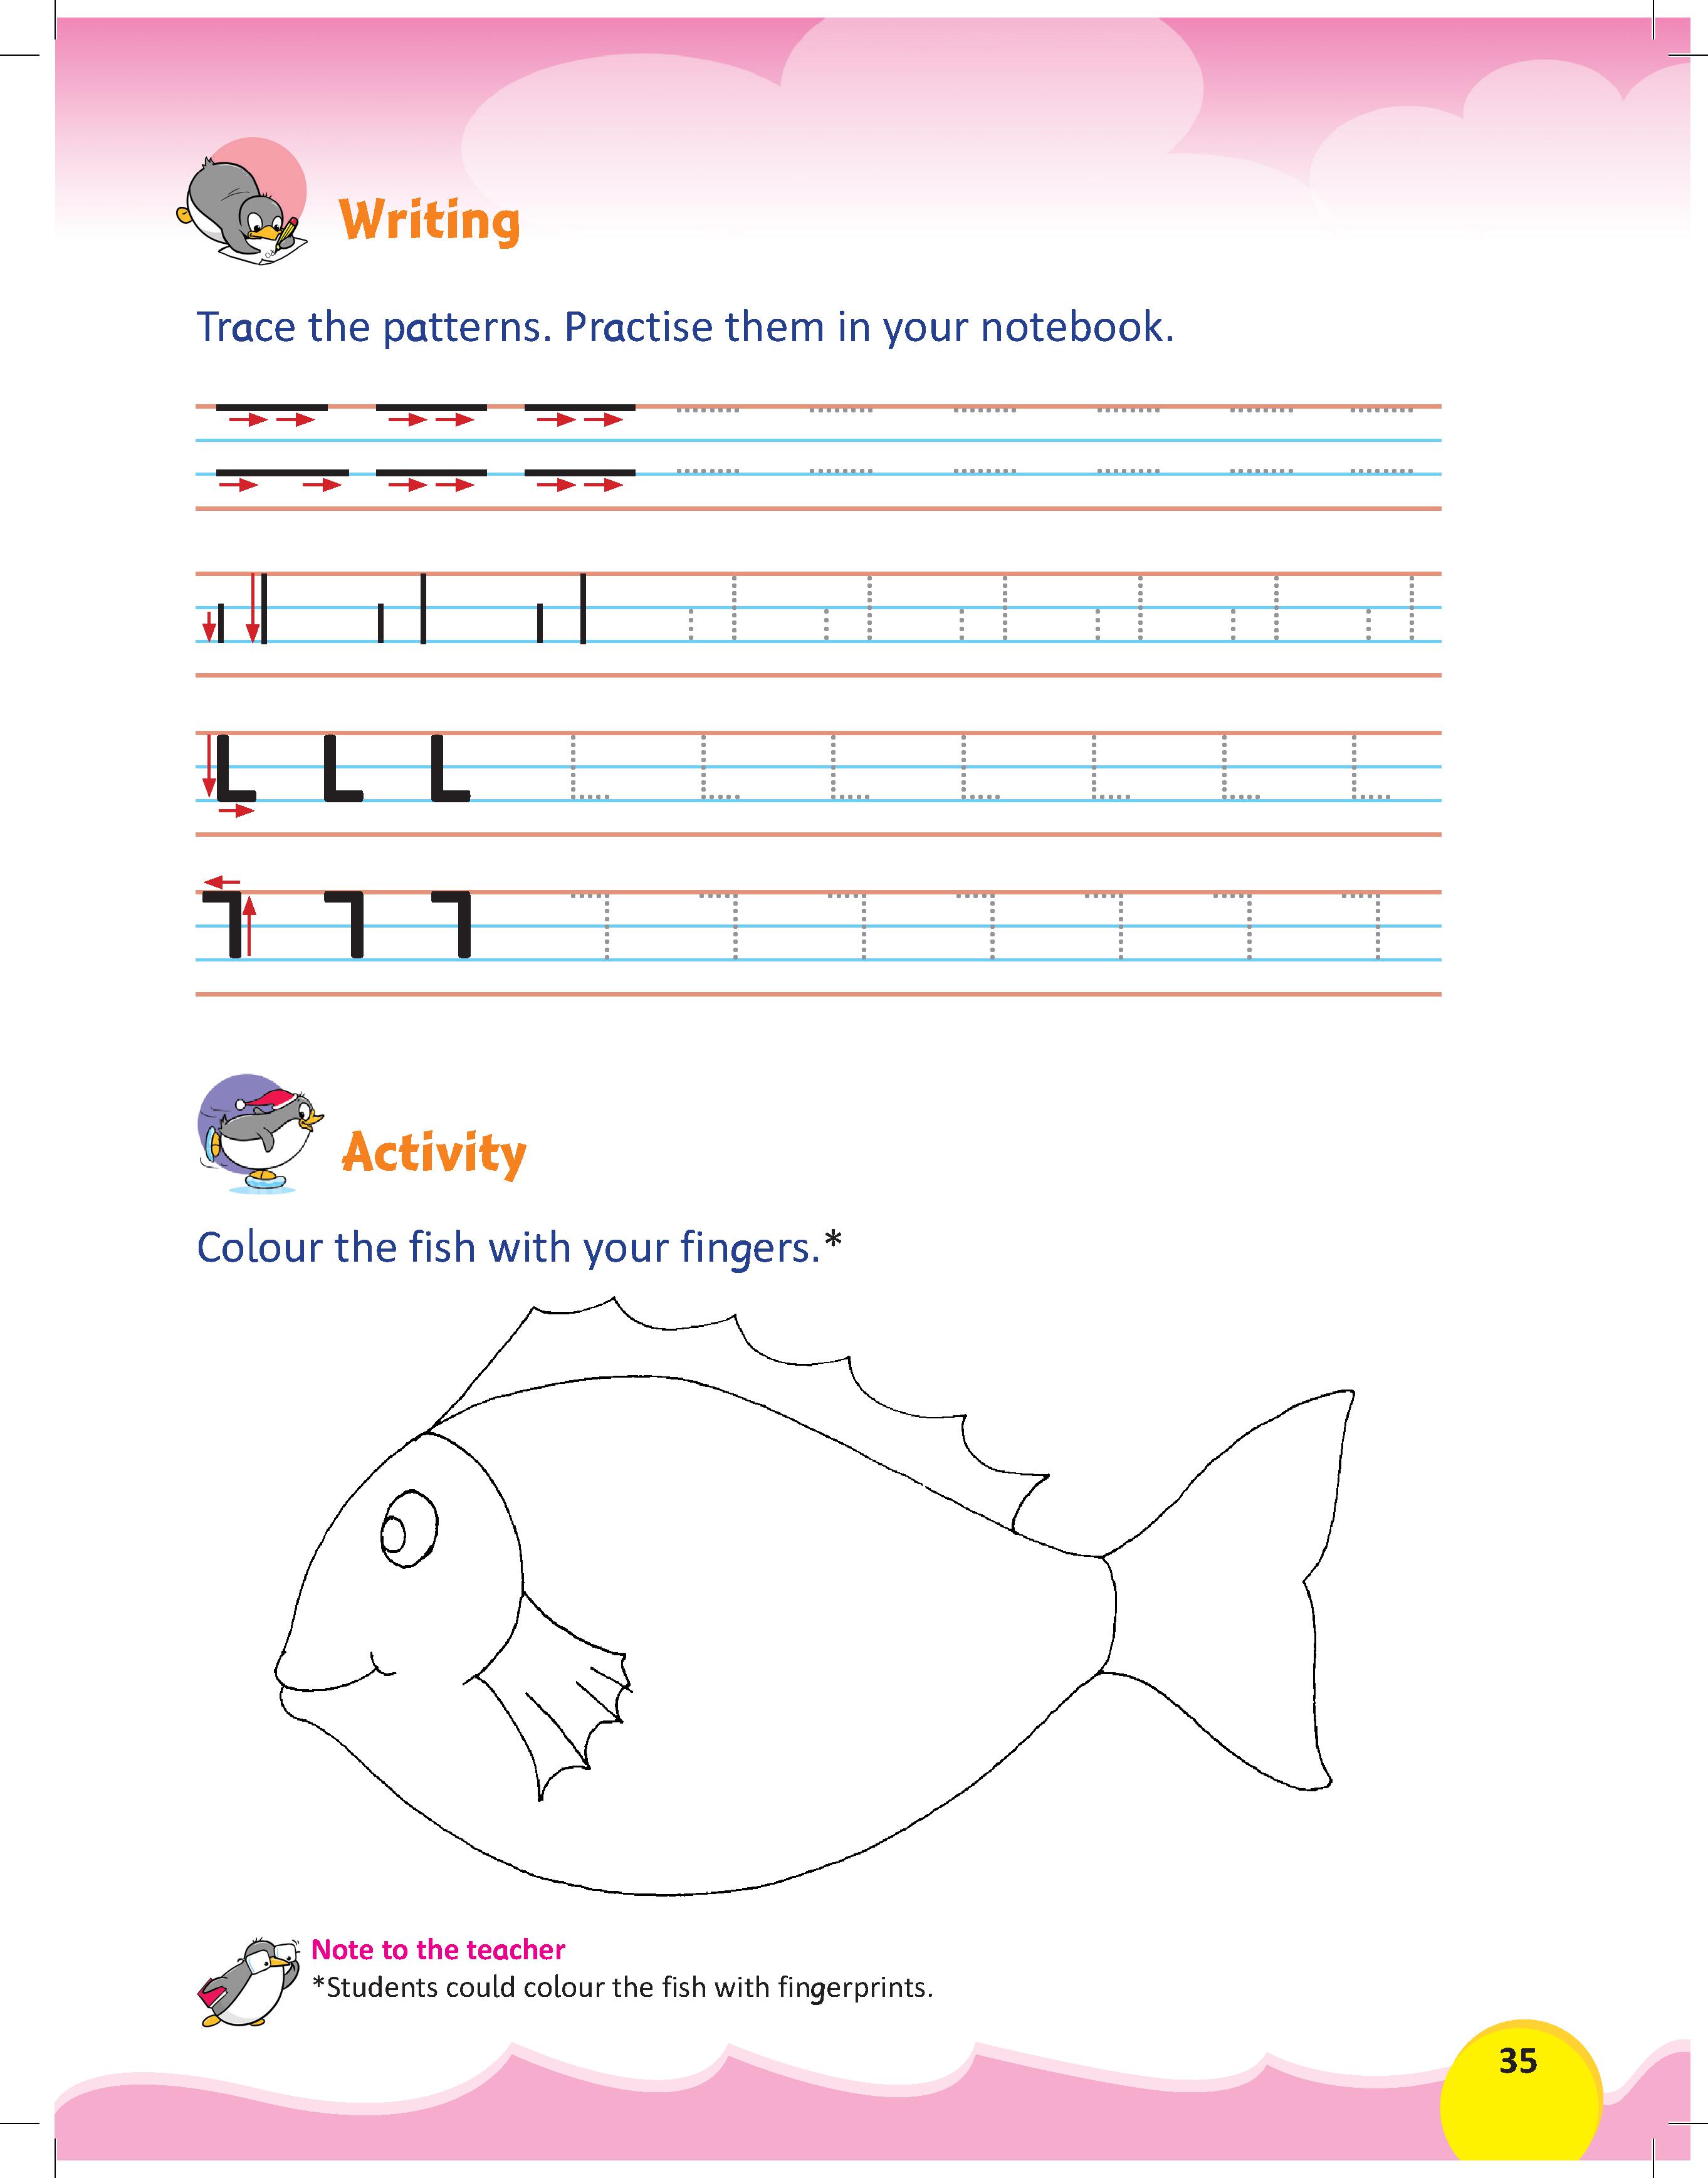 Writing
Trace the patterns. Practise them in your notebook.
Activity
Colour the fish with your fingers.*
Note to the teacher
*Students could colour the fish with fingerprints.
35